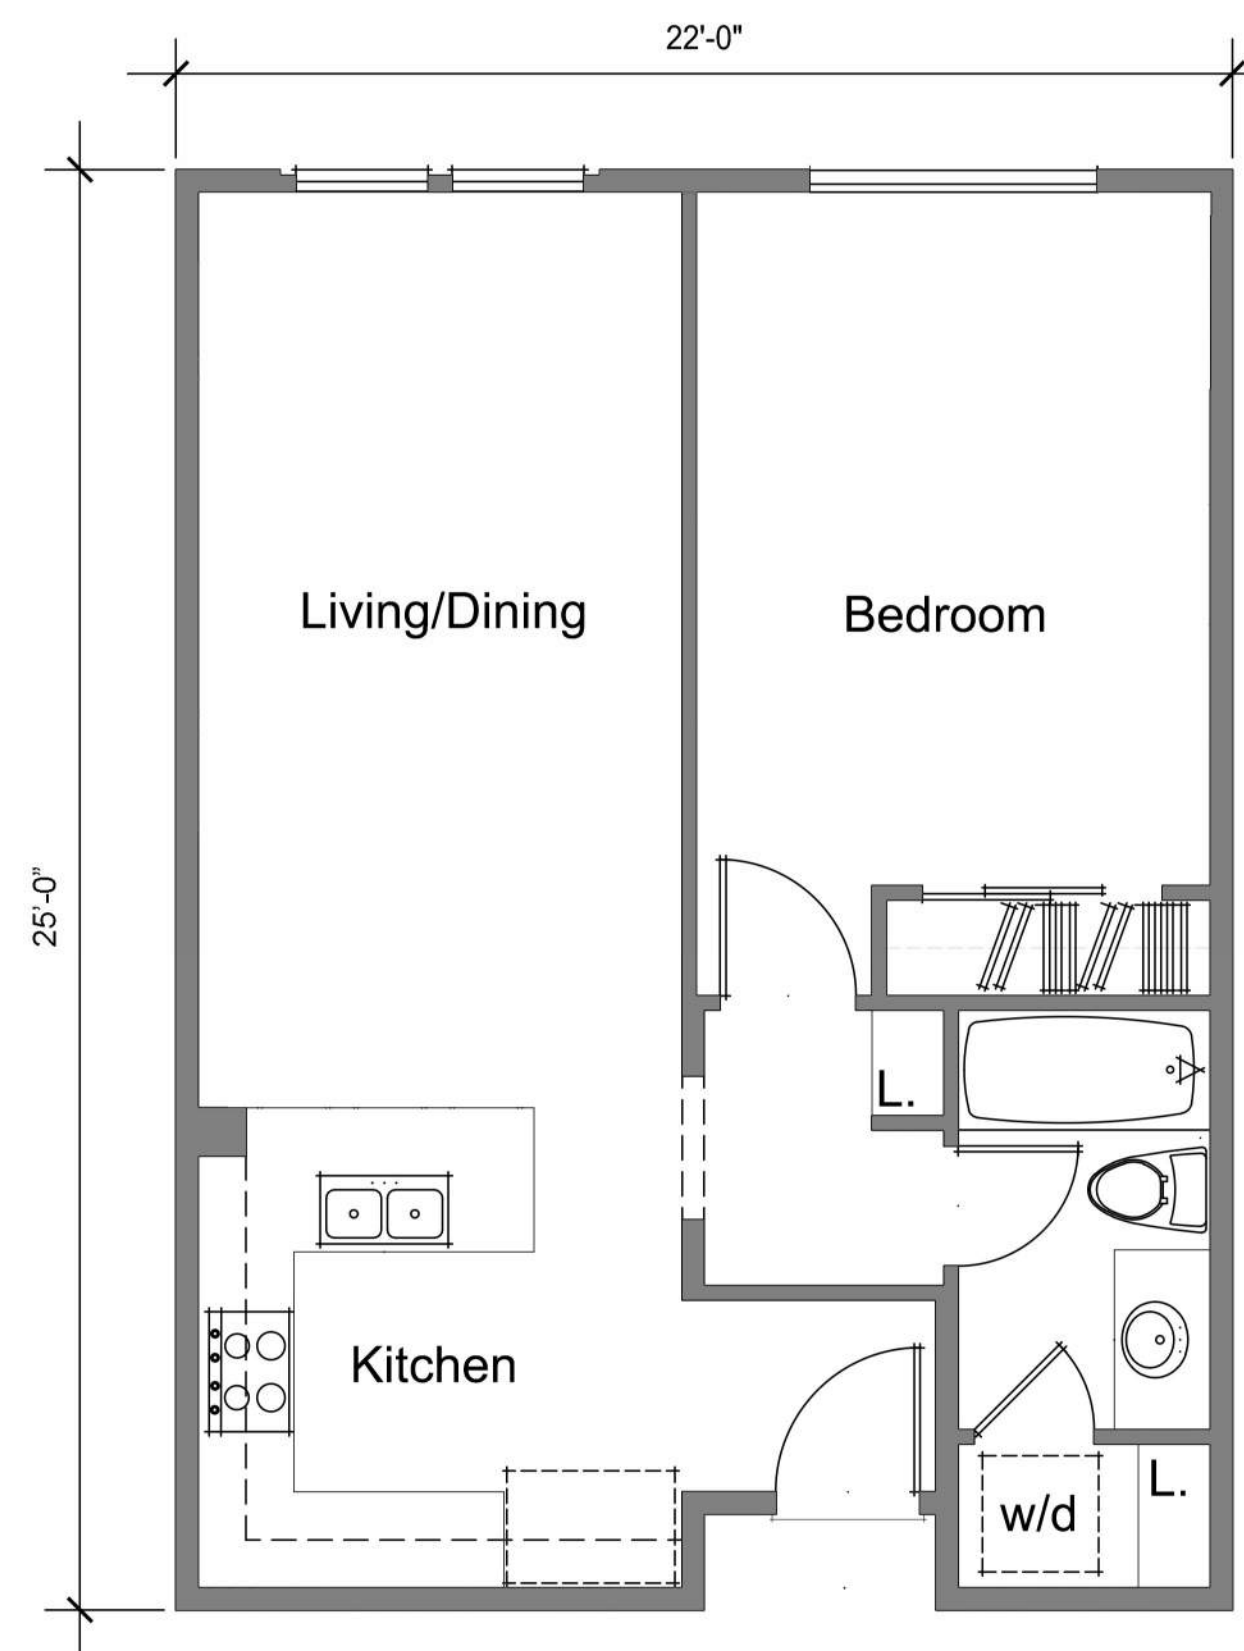 22'-0"
25'-0"
Living/Dining
Bedroom
L.
Kitchen
L.
w/d